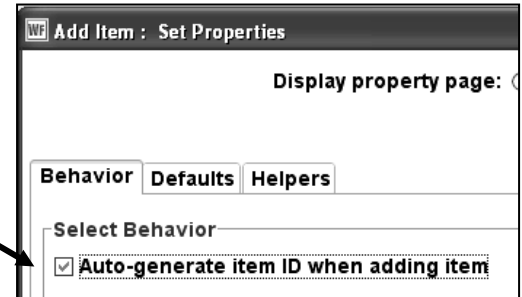 WF Add Item : Set Properties
Display property page:
Behavior Defaults Helpers
Select Behavior
Auto-generate item ID when adding item